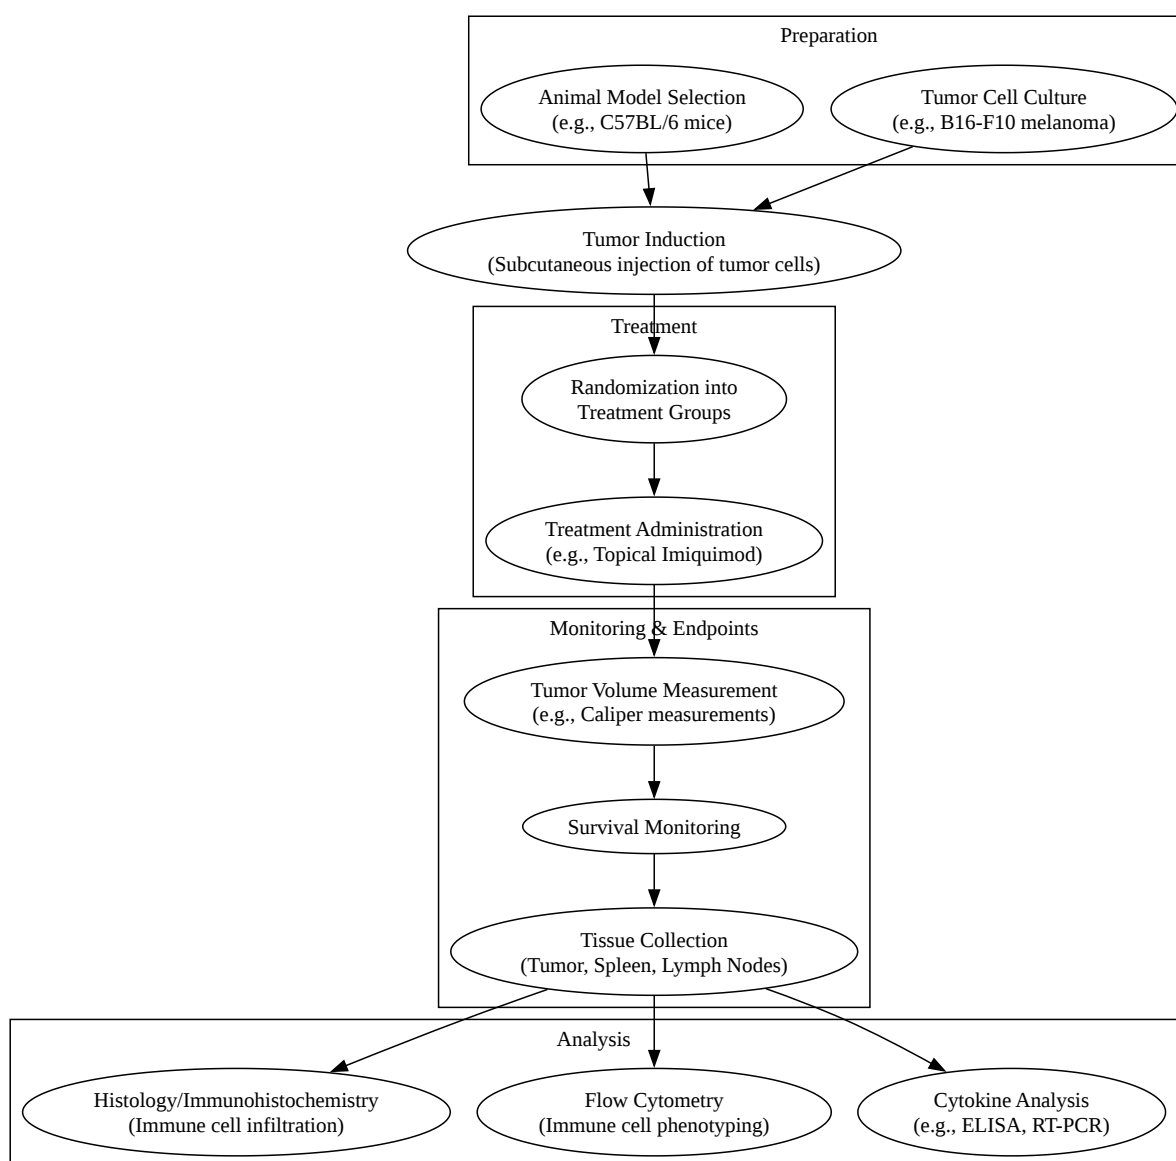 Preparation
Animal Model Selection
(e.g., C57BL/6 mice)
Tumor Cell Culture
(e.g., B16-F10 melanoma)
Tumor Induction
(Subcutaneous injection of tumor cells)
Treatment
Randomization into
Treatment Groups
Treatment Administration
(e.g., Topical Imiquimod)
Monitoring & Endpoints
Tumor Volume Measurement
(e.g., Caliper measurements)
Survival Monitoring
Tissue Collection
(Tumor, Spleen, Lymph Nodes)
Analysis
Histology/Immunohistochemistry
(Immune cell infiltration)
Flow Cytometry
(Immune cell phenotyping)
Cytokine Analysis
(e.g., ELISA, RT-PCR)